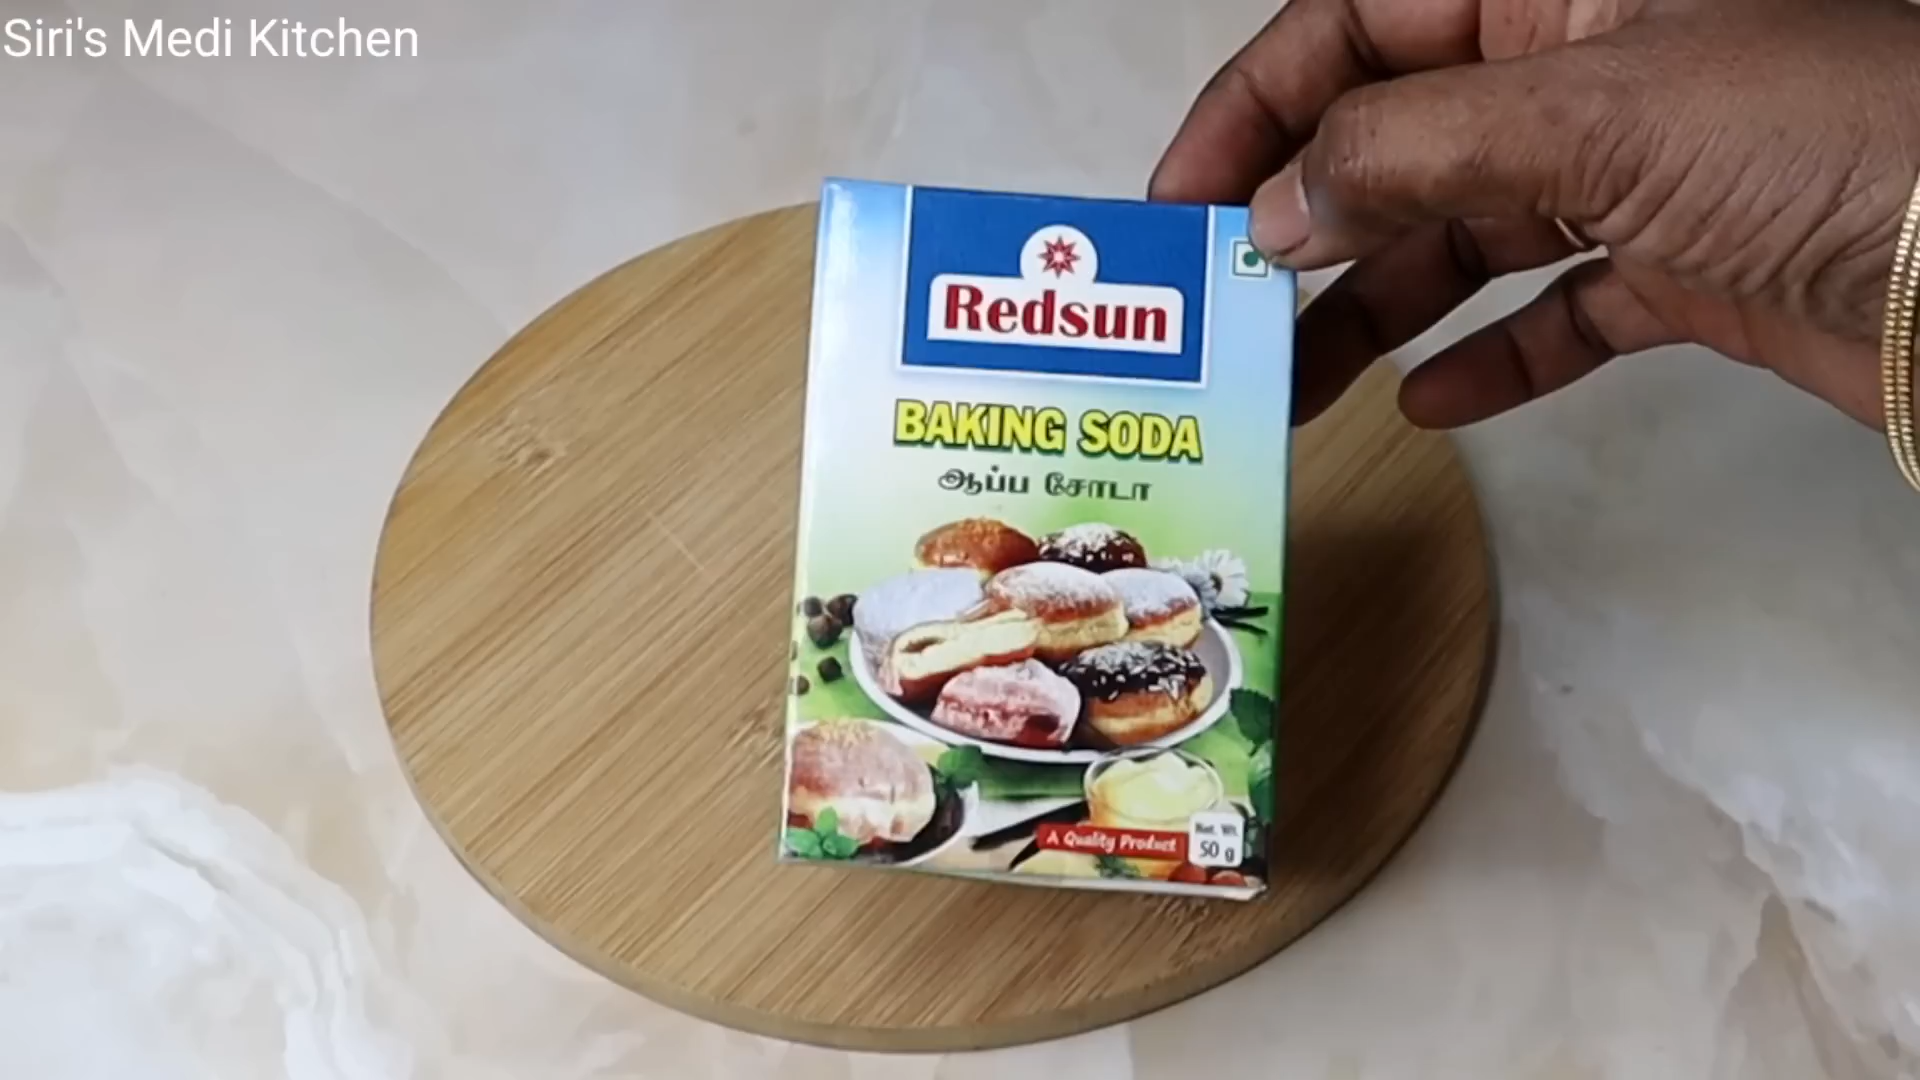 Siri's Medi Kitchen
Redsun
BAKING SODA
ஆப்ப சோடா
A Quality Product
Net. Wt.
50 g